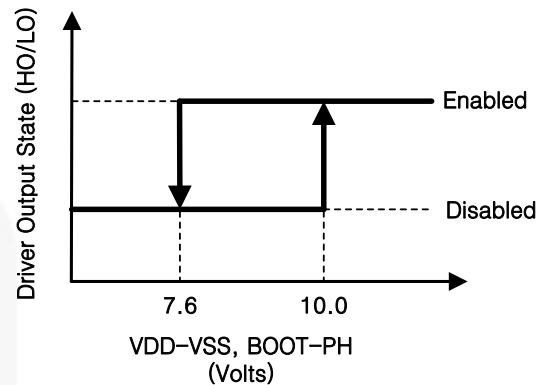 Driver Output State (HO/LO)
Enabled
Disabled
7.6
10.0
VDD-VSS, BOOT-PH
(Volts)